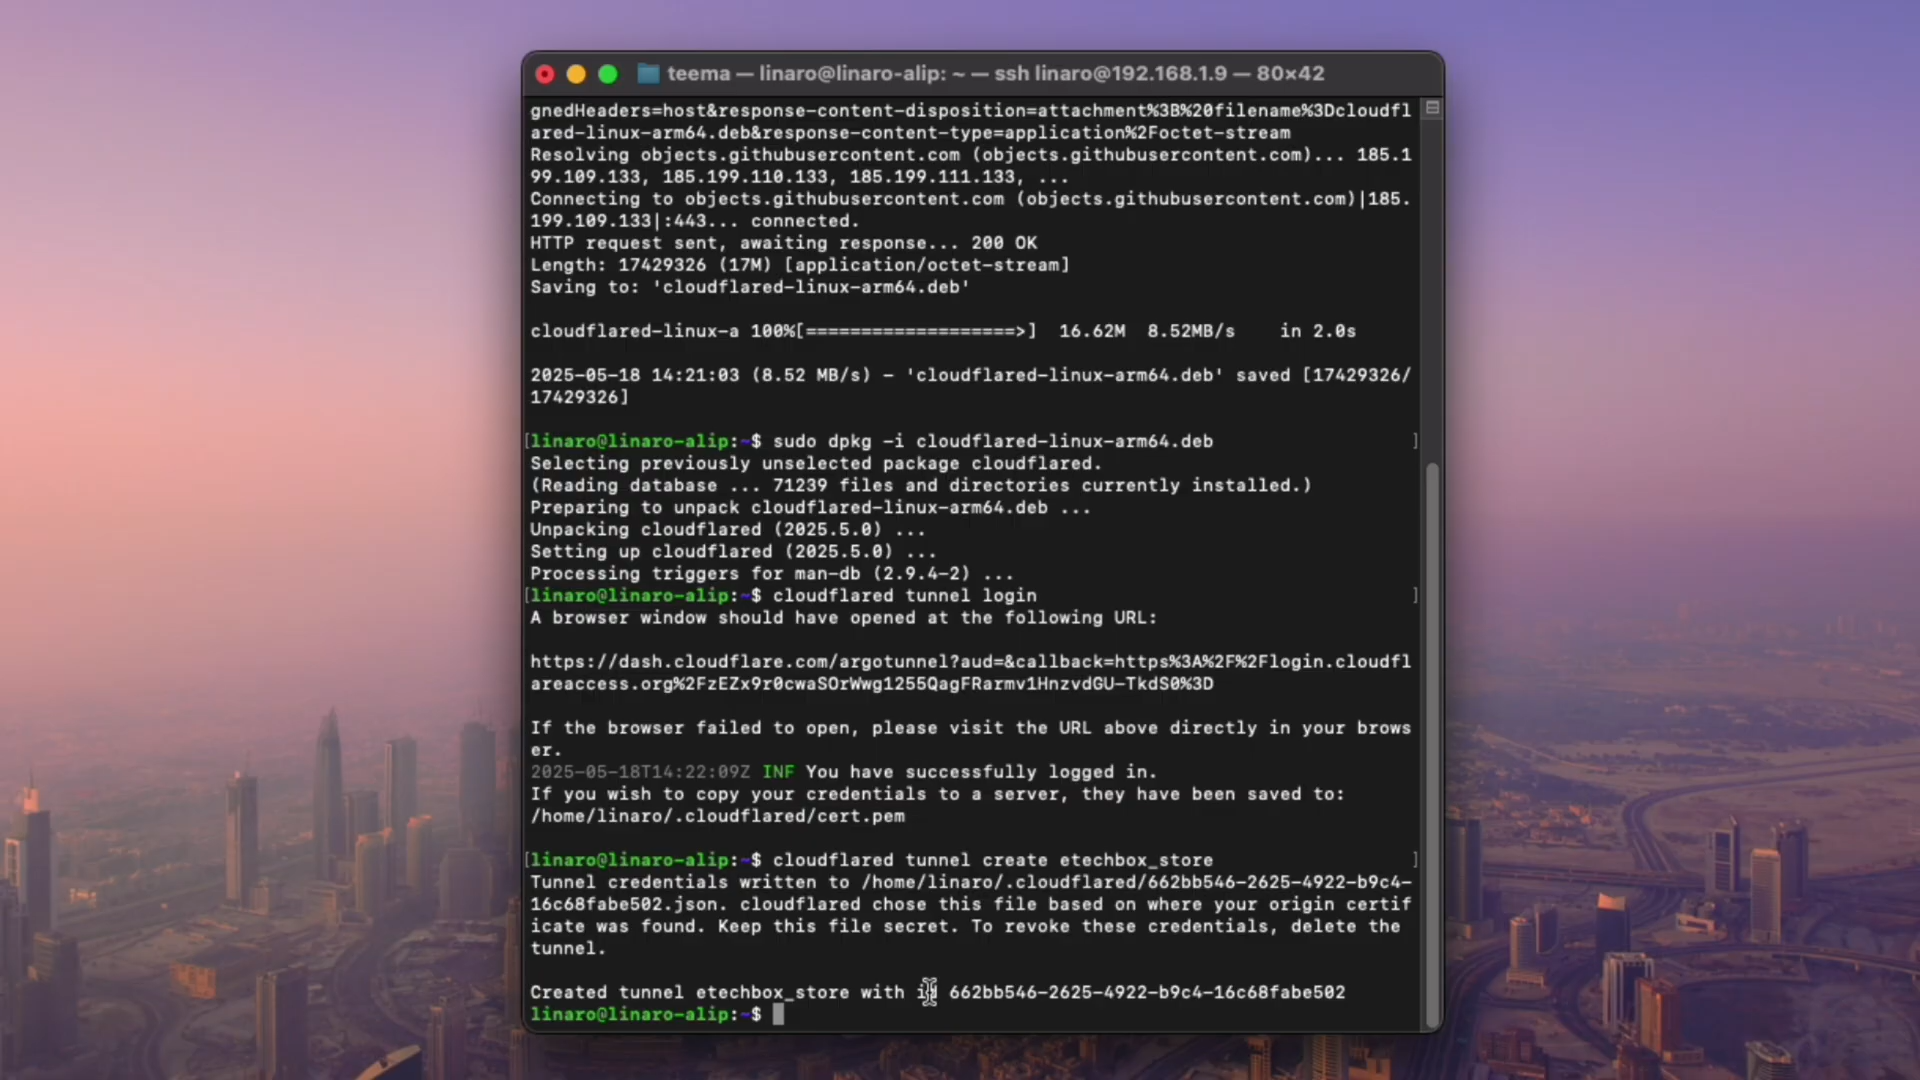 teema — linaro@linaro-alip: ~ — ssh linaro@192.168.1.9 — 80×42
gnedHeaders=host&response-content-disposition=attachment%3B%20filename%3Dcloudfl
ared-linux-arm64.deb&response-content-type=application%2Foctet-stream
Resolving objects.githubusercontent.com (objects.githubusercontent.com)... 185.1
99.109.133, 185.199.110.133, 185.199.111.133, ...
Connecting to objects.githubusercontent.com (objects.githubusercontent.com)|185.
199.109.133|:443... connected.
HTTP request sent, awaiting response... 200 OK
Length: 17429326 (17M) [application/octet-stream]
Saving to: 'cloudflared-linux-arm64.deb'
cloudflared-linux-a 100%[===================>]  16.62M  8.52MB/s    in 2.0s
2025-05-18 14:21:03 (8.52 MB/s) - 'cloudflared-linux-arm64.deb' saved [17429326/
17429326]
[linaro@linaro-alip:~$ sudo dpkg -i cloudflared-linux-arm64.deb ]
Selecting previously unselected package cloudflared.
(Reading database ... 71239 files and directories currently installed.)
Preparing to unpack cloudflared-linux-arm64.deb ...
Unpacking cloudflared (2025.5.0) ...
Setting up cloudflared (2025.5.0) ...
Processing triggers for man-db (2.9.4-2) ...
[linaro@linaro-alip:~$ cloudflared tunnel login ]
A browser window should have opened at the following URL:
https://dash.cloudflare.com/argotunnel?aud=&callback=https%3A%2F%2Flogin.cloudfl
areaccess.org%2FzEZx9r0cwaSOrWwg1255QagFRarmv1HnzvdGU-TkdS0%3D
If the browser failed to open, please visit the URL above directly in your brows
er.
2025-05-18T14:22:09Z INF You have successfully logged in.
If you wish to copy your credentials to a server, they have been saved to:
/home/linaro/.cloudflared/cert.pem
[linaro@linaro-alip:~$ cloudflared tunnel create etechbox_store ]
Tunnel credentials written to /home/linaro/.cloudflared/662bb546-2625-4922-b9c4-
16c68fabe502.json. cloudflared chose this file based on where your origin certif
icate was found. Keep this file secret. To revoke these credentials, delete the
tunnel.
Created tunnel etechbox_store with id 662bb546-2625-4922-b9c4-16c68fabe502
linaro@linaro-alip:~$